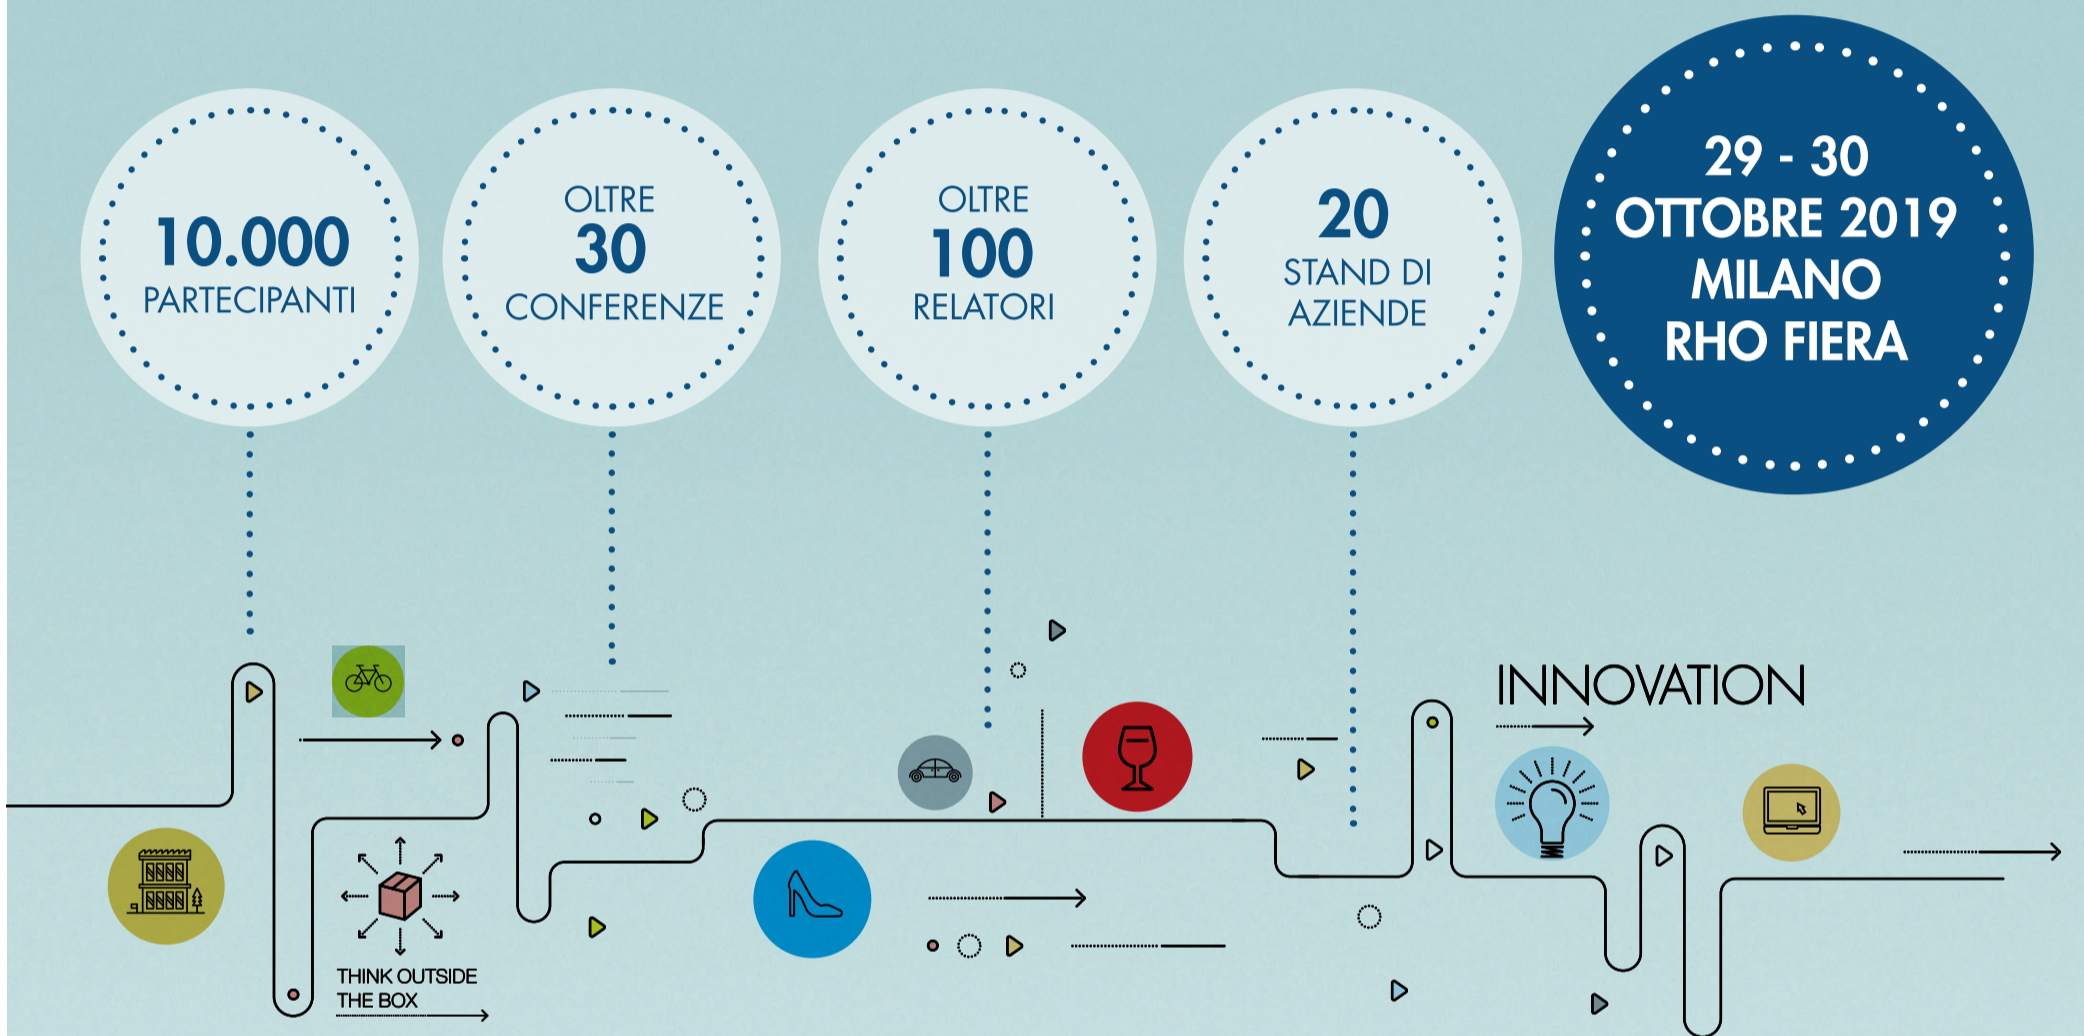 10.000
PARTECIPANTI
OLTRE
30
CONFERENZE
OLTRE
100
RELATORI
20
STAND DI
AZIENDE
29 - 30
OTTOBRE 2019
MILANO
RHO FIERA
INNOVATION
THINK OUTSIDE
THE BOX